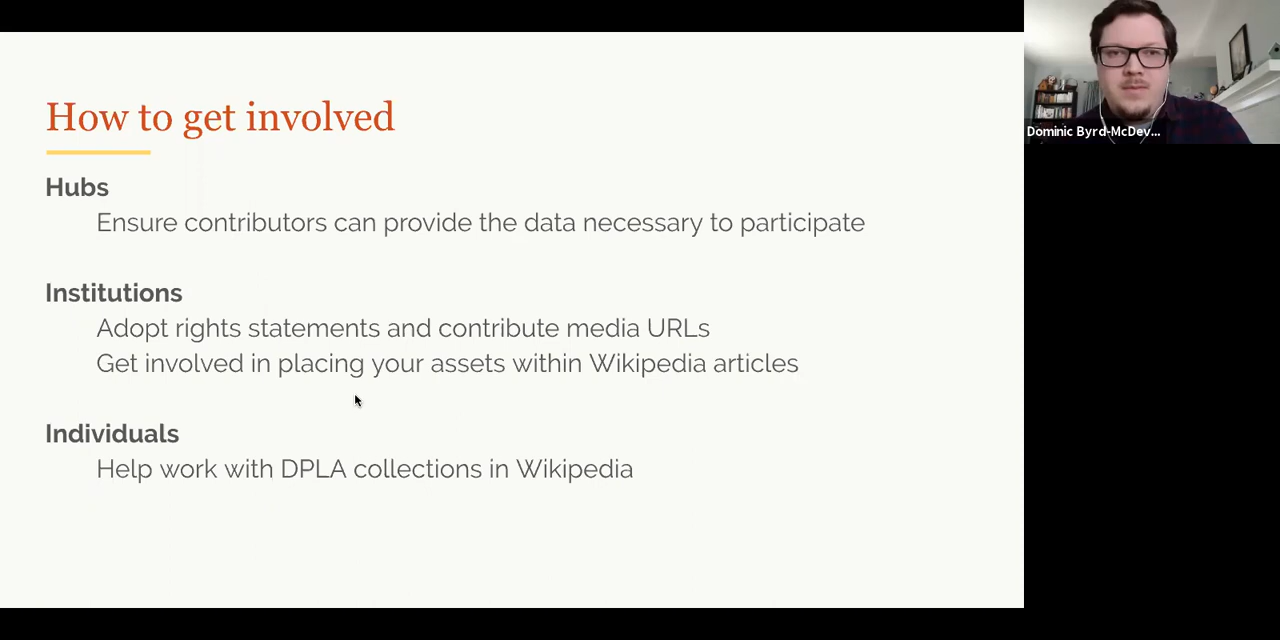 How to get involved
Hubs
Ensure contributors can provide the data necessary to participate
Institutions
Adopt rights statements and contribute media URLs
Get involved in placing your assets within Wikipedia articles
Individuals
Help work with DPLA collections in Wikipedia
Dominic Byrd-McDev...